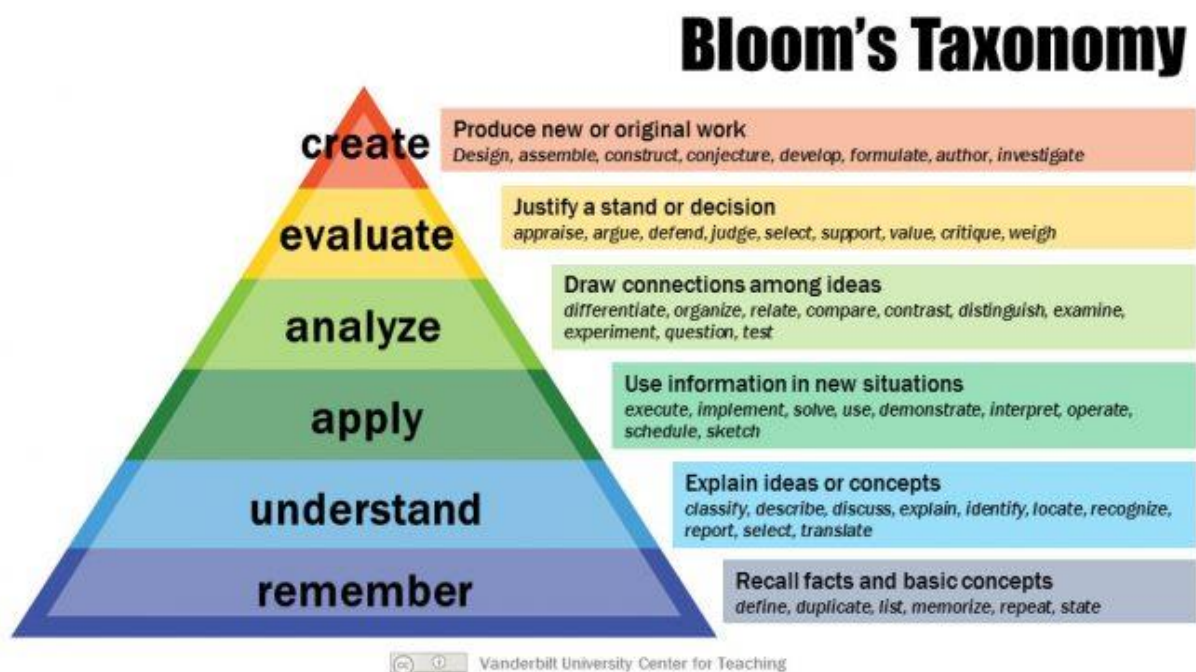 Bloom's Taxonomy
create
Produce new or original work
Design, assemble, construct, conjecture, develop, formulate, author, investigate
evaluate
Justify a stand or decision
appraise, argue, defend, judge, select, support, value, critique, weigh
analyze
Draw connections among ideas
differentiate, organize, relate, compare, contrast, distinguish, examine,
experiment, question, test
apply
Use information in new situations
execute, implement, solve, use, demonstrate, interpret, operate,
schedule, sketch
understand
Explain ideas or concepts
classify, describe, discuss, explain, identify, locate, recognize,
report, select, translate
remember
Recall facts and basic concepts
define, duplicate, list, memorize, repeat, state
cc Vanderbilt University Center for Teaching